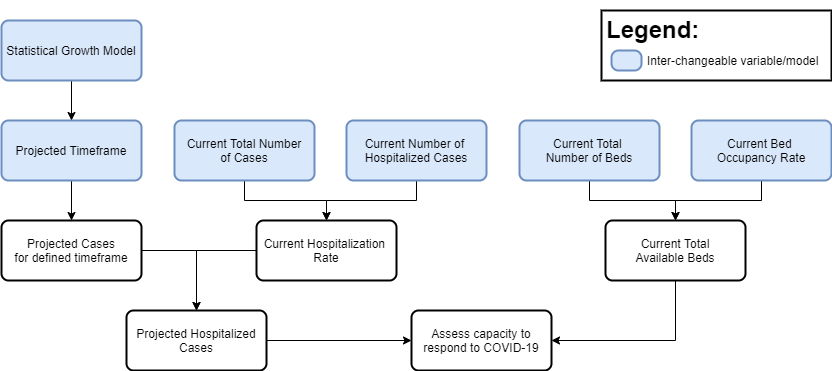 Legend:
Inter-changeable variable/model
Statistical Growth Model
Projected Timeframe
Current Total Number
of Cases
Current Number of
Hospitalized Cases
Current Total
Number of Beds
Current Bed
Occupancy Rate
Projected Cases
for defined timeframe
Current Hospitalization
Rate
Current Total
Available Beds
Projected Hospitalized
Cases
Assess capacity to
respond to COVID-19